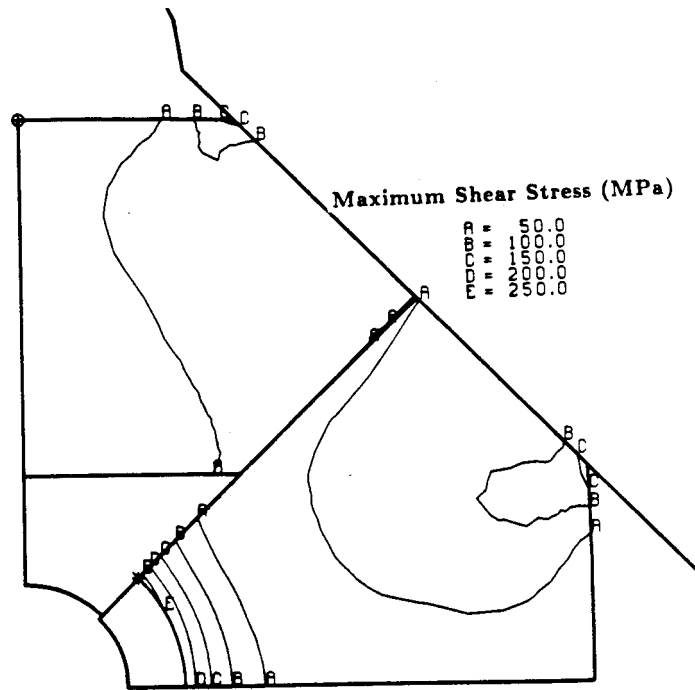 A B C C
B
Maximum Shear Stress (MPa)
A = 50.0
B = 100.0
C = 150.0
D = 200.0
E = 250.0
A
B
C
C
B
A
A
B
D
E
D C B A